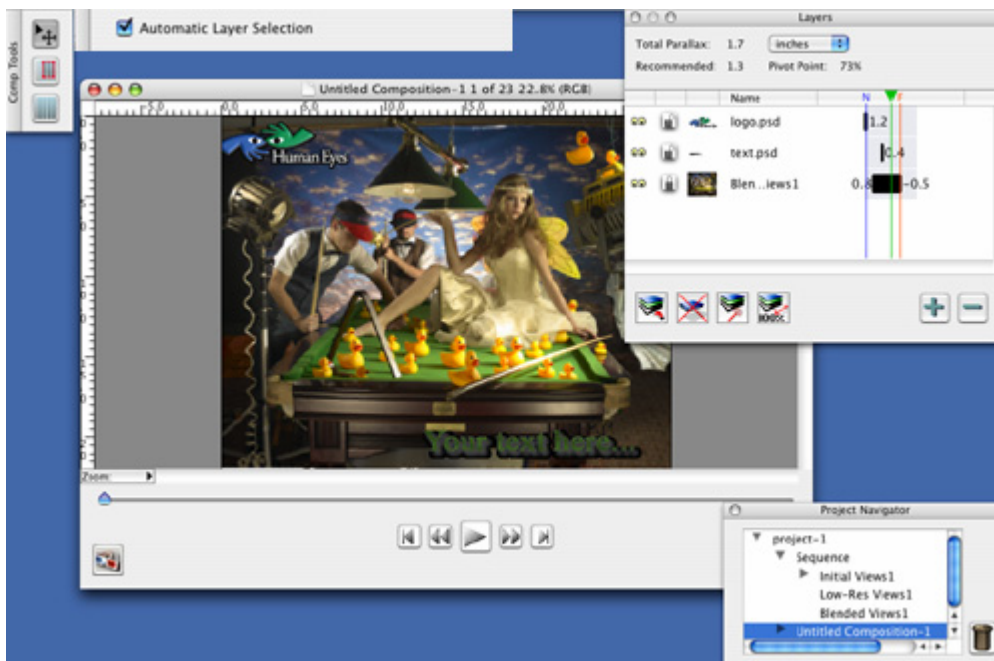 Comp Tools
Automatic Layer Selection
Layers
Total Parallax: 1.7 inches
Recommended: 1.3 Pivot Point: 73%
Name N F
logo.psd 1.2
text.psd 0.4
Blen...iews1 0.8 -0.5
Untitled Composition-1 1 of 23 22.8% (RGB)
Human Eyes
Your text here...
Zoom:
Project Navigator
project-1
Sequence
Initial Views1
Low-Res Views1
Blended Views1
Untitled Composition-1